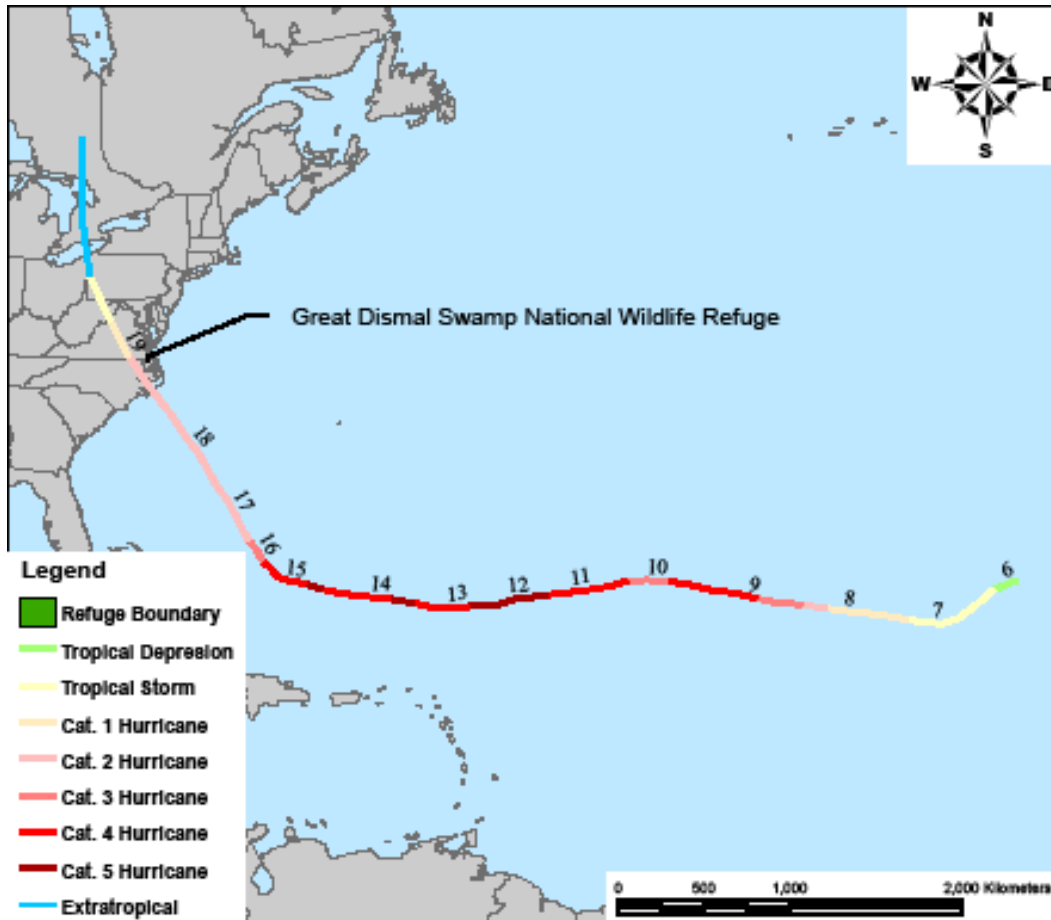 N
W E
S
Great Dismal Swamp National Wildlife Refuge
19
18
17
16
15
14
13
12
11
10
9
8
7
6
Legend
Refuge Boundary
Tropical Depresion
Tropical Storm
Cat. 1 Hurricane
Cat. 2 Hurricane
Cat. 3 Hurricane
Cat. 4 Hurricane
Cat. 5 Hurricane
Extratropical
0 500 1,000 2,000 Kilometers